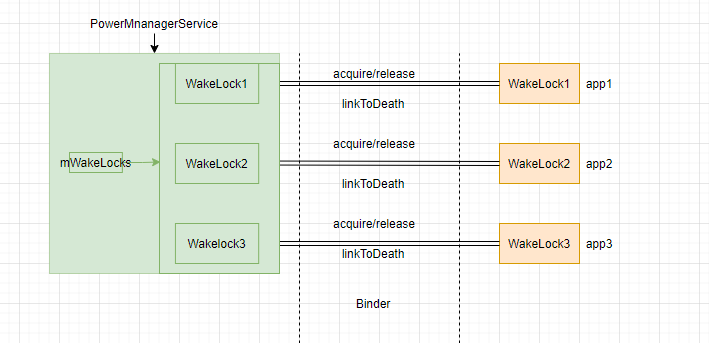 PowerMnanagerService
WakeLock1
acquire/release
WakeLock1
app1
linkToDeath
acquire/release
mWakeLocks
WakeLock2
WakeLock2
app2
linkToDeath
acquire/release
Wakelock3
WakeLock3
app3
linkToDeath
Binder